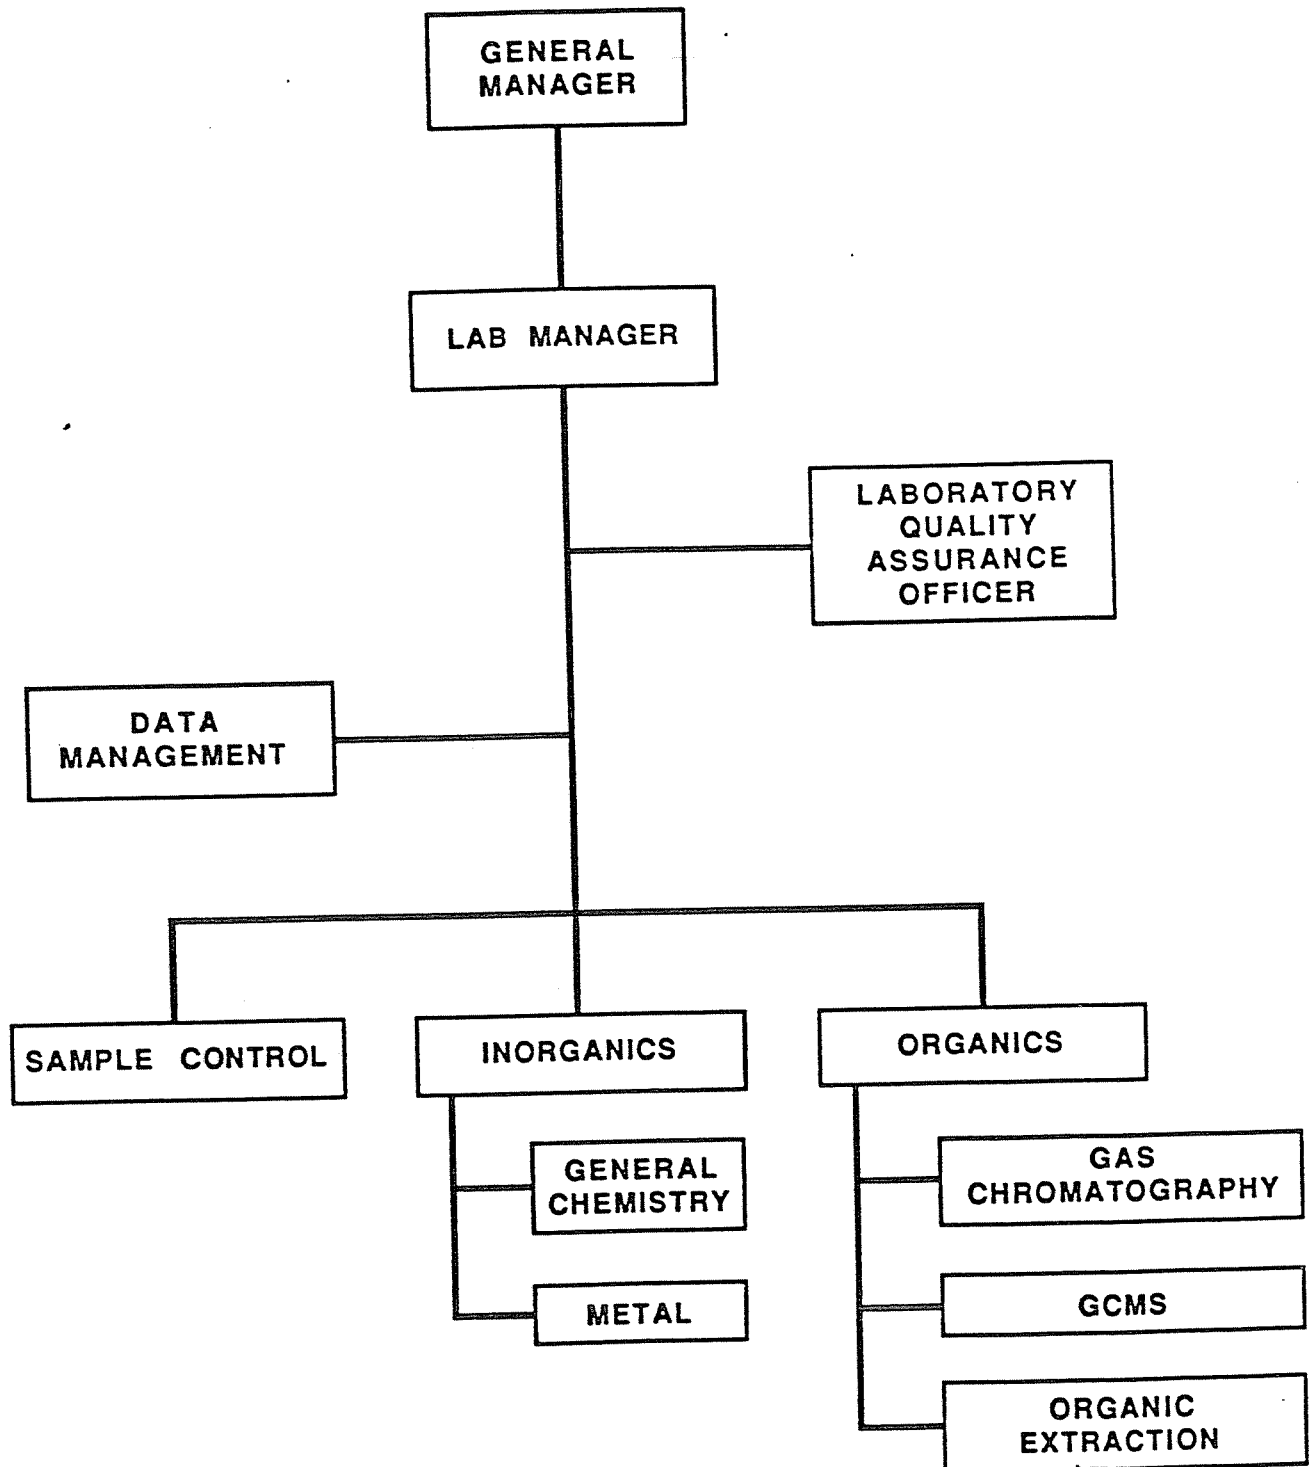 GENERAL
MANAGER
LAB MANAGER
LABORATORY
QUALITY
ASSURANCE
OFFICER
DATA
MANAGEMENT
SAMPLE CONTROL
INORGANICS
ORGANICS
GENERAL
CHEMISTRY
METAL
GAS
CHROMATOGRAPHY
GCMS
ORGANIC
EXTRACTION